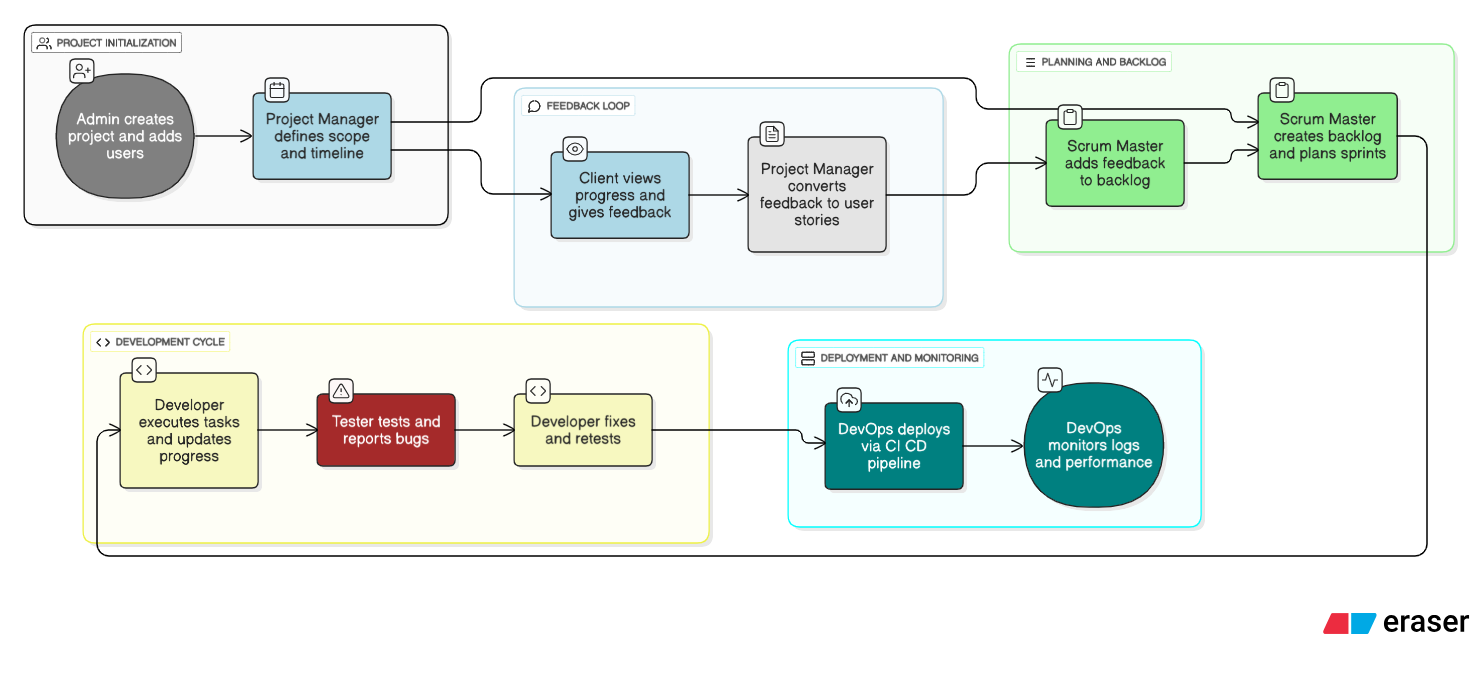 PROJECT INITIALIZATION
Admin creates
project and adds
users
Project Manager
defines scope
and timeline
FEEDBACK LOOP
Client views
progress and
gives feedback
Project Manager
converts
feedback to user
stories
PLANNING AND BACKLOG
Scrum Master
adds feedback
to backlog
Scrum Master
creates backlog
and plans sprints
DEVELOPMENT CYCLE
Developer
executes tasks
and updates
progress
Tester tests and
reports bugs
Developer fixes
and retests
DEPLOYMENT AND MONITORING
DevOps deploys
via CI CD
pipeline
DevOps
monitors logs
and performance
eraser